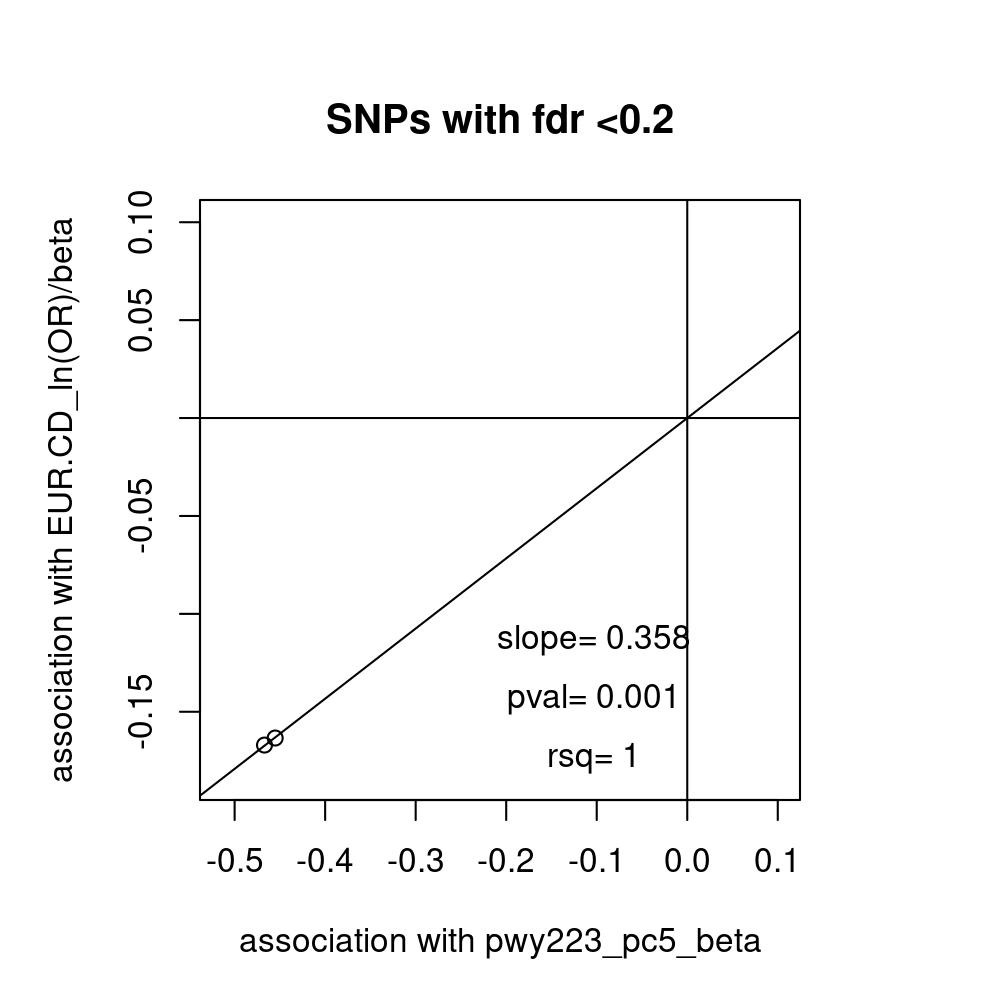 SNPs with fdr <0.2
association with EUR.CD_ln(OR)/beta
0.10
0.05
-0.05
-0.15
slope= 0.358
pval= 0.001
rsq= 1
-0.5 -0.4 -0.3 -0.2 -0.1 0.0 0.1
association with pwy223_pc5_beta